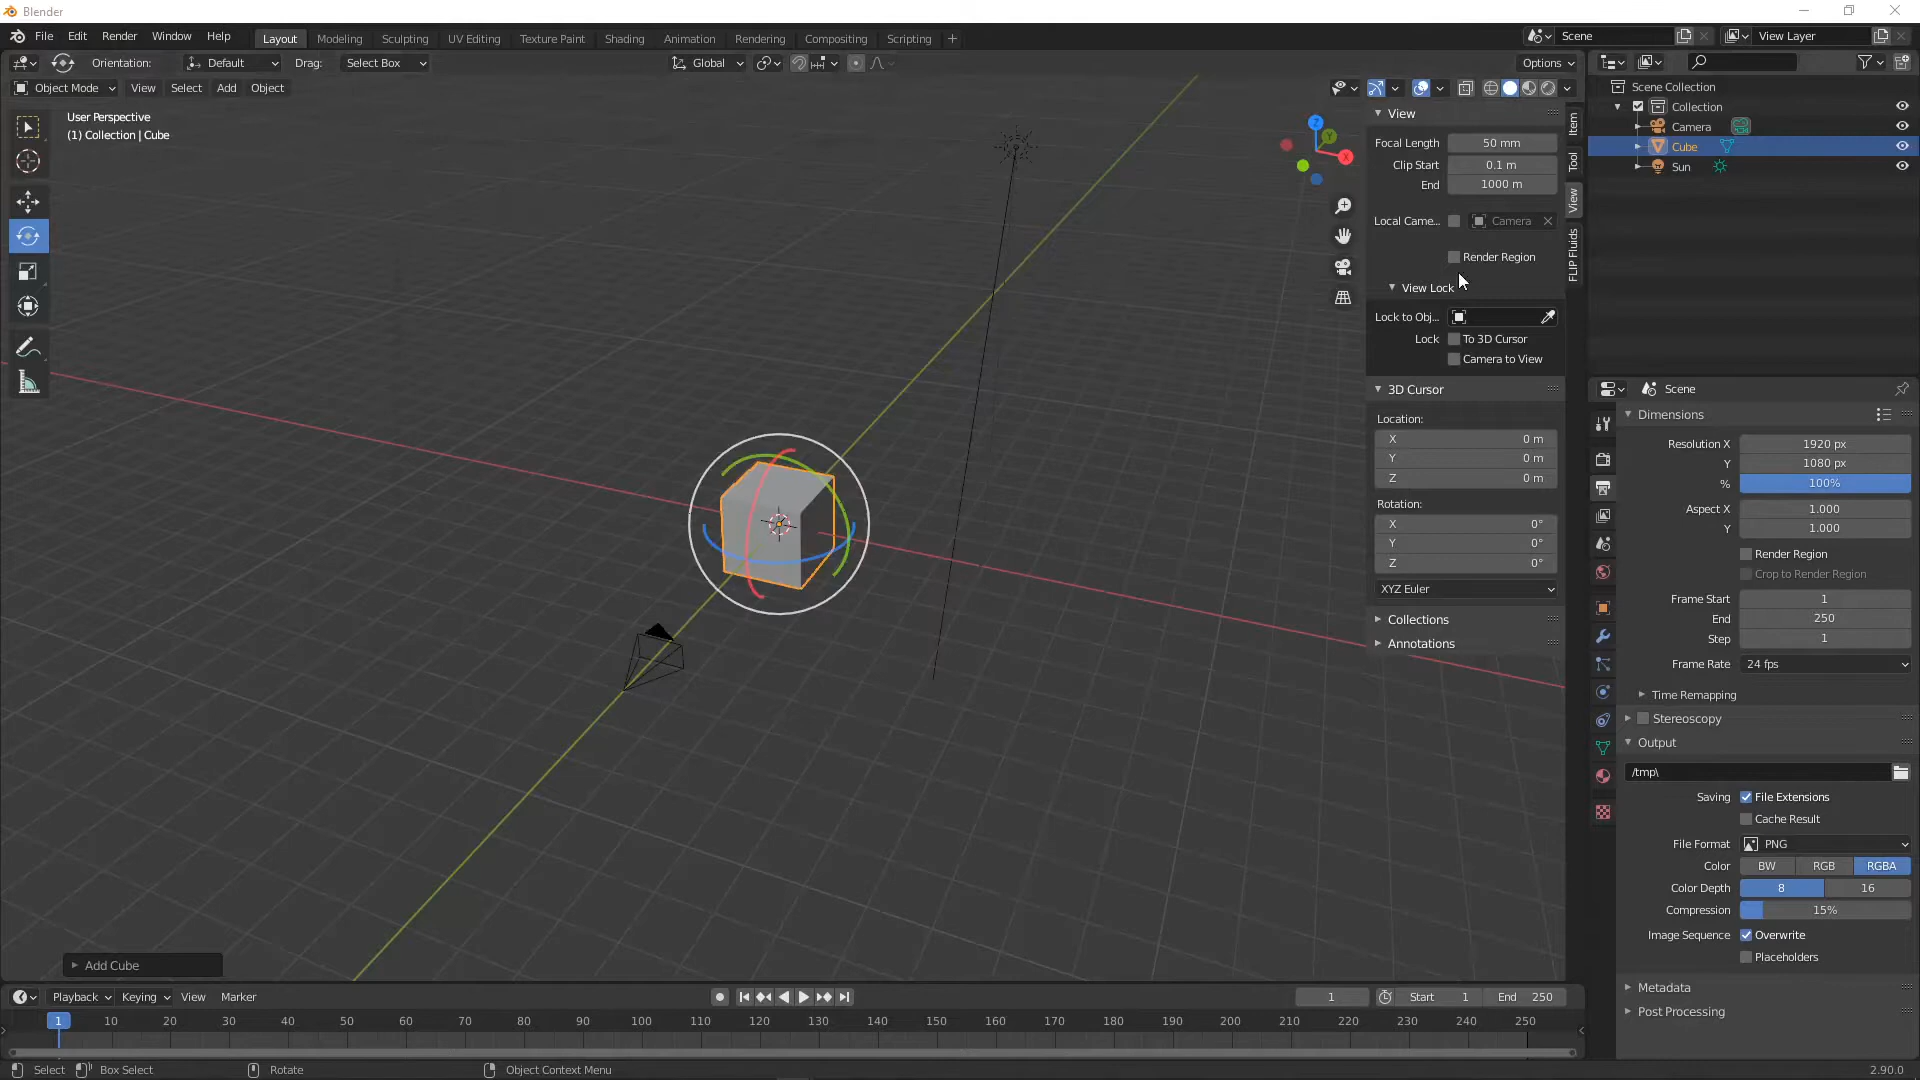 Blender
File Edit Render Window Help
Layout Modeling Sculpting UV Editing Texture Paint Shading Animation Rendering Compositing Scripting +
Scene
View Layer
Orientation: Default Drag: Select Box
Global
Options
Object Mode View Select Add Object
User Perspective
(1) Collection | Cube
Z
Y
X
View
Focal Length 50 mm
Clip Start 0.1 m
End 1000 m
Local Came... Camera
Render Region
View Lock
Lock to Obj...
Lock To 3D Cursor
Camera to View
3D Cursor
Location:
X 0 m
Y 0 m
Z 0 m
Rotation:
X 0°
Y 0°
Z 0°
XYZ Euler
Collections
Annotations
Item
Tool
View
FLIP Fluids
Scene Collection
Collection
Camera
Cube
Sun
Scene
Dimensions
Resolution X 1920 px
Y 1080 px
% 100%
Aspect X 1.000
Y 1.000
Render Region
Crop to Render Region
Frame Start 1
End 250
Step 1
Frame Rate 24 fps
Time Remapping
Stereoscopy
Output
/tmp\
Saving File Extensions
Cache Result
File Format PNG
Color BW RGB RGBA
Color Depth 8 16
Compression 15%
Image Sequence Overwrite
Placeholders
Metadata
Post Processing
Add Cube
Playback Keying View Marker
1 Start 1 End 250
1 10 20 30 40 50 60 70 80 90 100 110 120 130 140 150 160 170 180 190 200 210 220 230 240 250
Select Box Select Rotate Object Context Menu 2.90.0